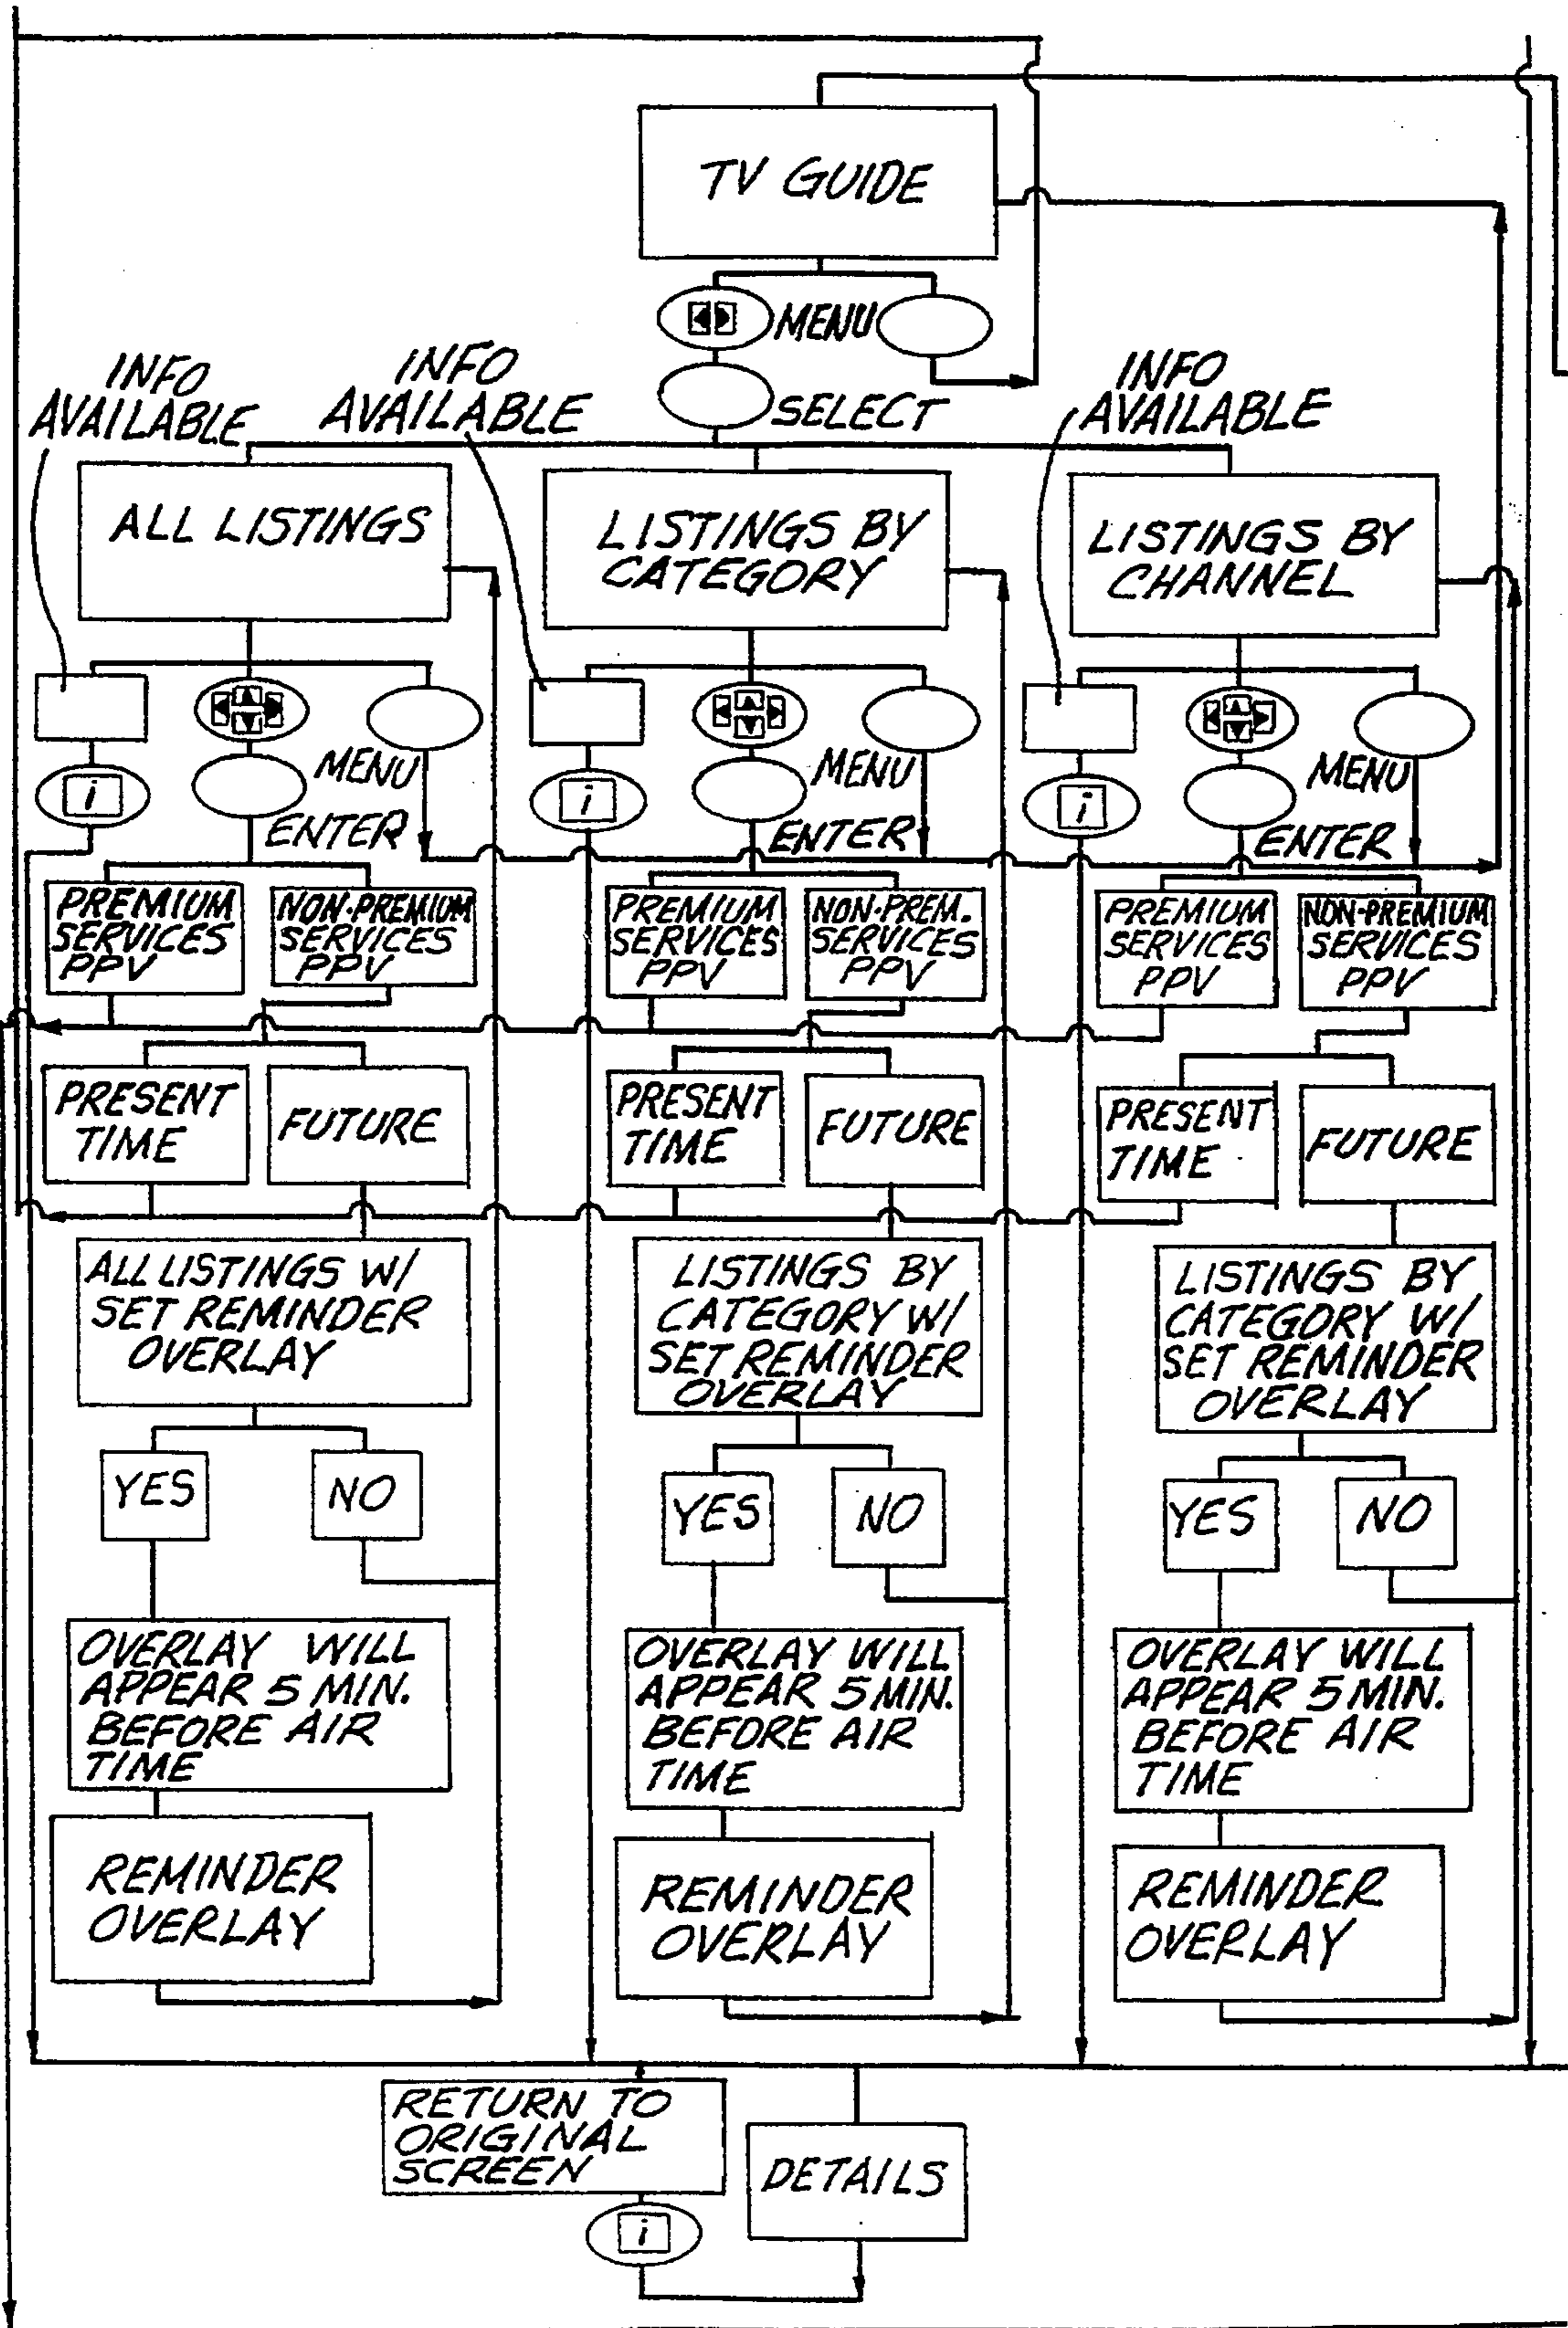 TV GUIDE
MENU
SELECT
INFO
AVAILABLE
INFO
AVAILABLE
INFO
AVAILABLE
ALL LISTINGS
LISTINGS BY
CATEGORY
LISTINGS BY
CHANNEL
MENU
i
ENTER
MENU
i
ENTER
MENU
i
ENTER
PREMIUM
SERVICES
PPV
NON-PREMIUM
SERVICES
PPV
PREMIUM
SERVICES
PPV
NON-PREM.
SERVICES
PPV
PREMIUM
SERVICES
PPV
NON-PREMIUM
SERVICES
PPV
PRESENT
TIME
FUTURE
PRESENT
TIME
FUTURE
PRESENT
TIME
FUTURE
ALL LISTINGS W/
SET REMINDER
OVERLAY
LISTINGS BY
CATEGORY W/
SET REMINDER
OVERLAY
LISTINGS BY
CATEGORY W/
SET REMINDER
OVERLAY
YES
NO
YES
NO
YES
NO
OVERLAY WILL
APPEAR 5 MIN.
BEFORE AIR
TIME
OVERLAY WILL
APPEAR 5 MIN.
BEFORE AIR
TIME
OVERLAY WILL
APPEAR 5 MIN.
BEFORE AIR
TIME
REMINDER
OVERLAY
REMINDER
OVERLAY
REMINDER
OVERLAY
RETURN TO
ORIGINAL
SCREEN
DETAILS
i